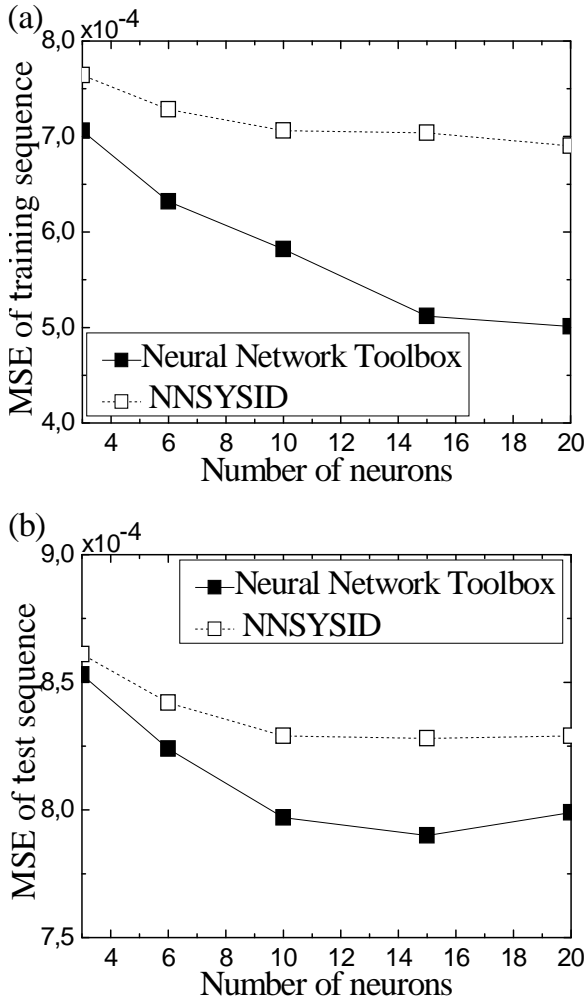 (a)
x10^-4
8,0
7,0
6,0
5,0
4,0
MSE of training sequence
Neural Network Toolbox
NNSYSID
4 6 8 10 12 14 16 18 20
Number of neurons
(b)
x10^-4
9,0
8,5
8,0
7,5
MSE of test sequence
Neural Network Toolbox
NNSYSID
4 6 8 10 12 14 16 18 20
Number of neurons